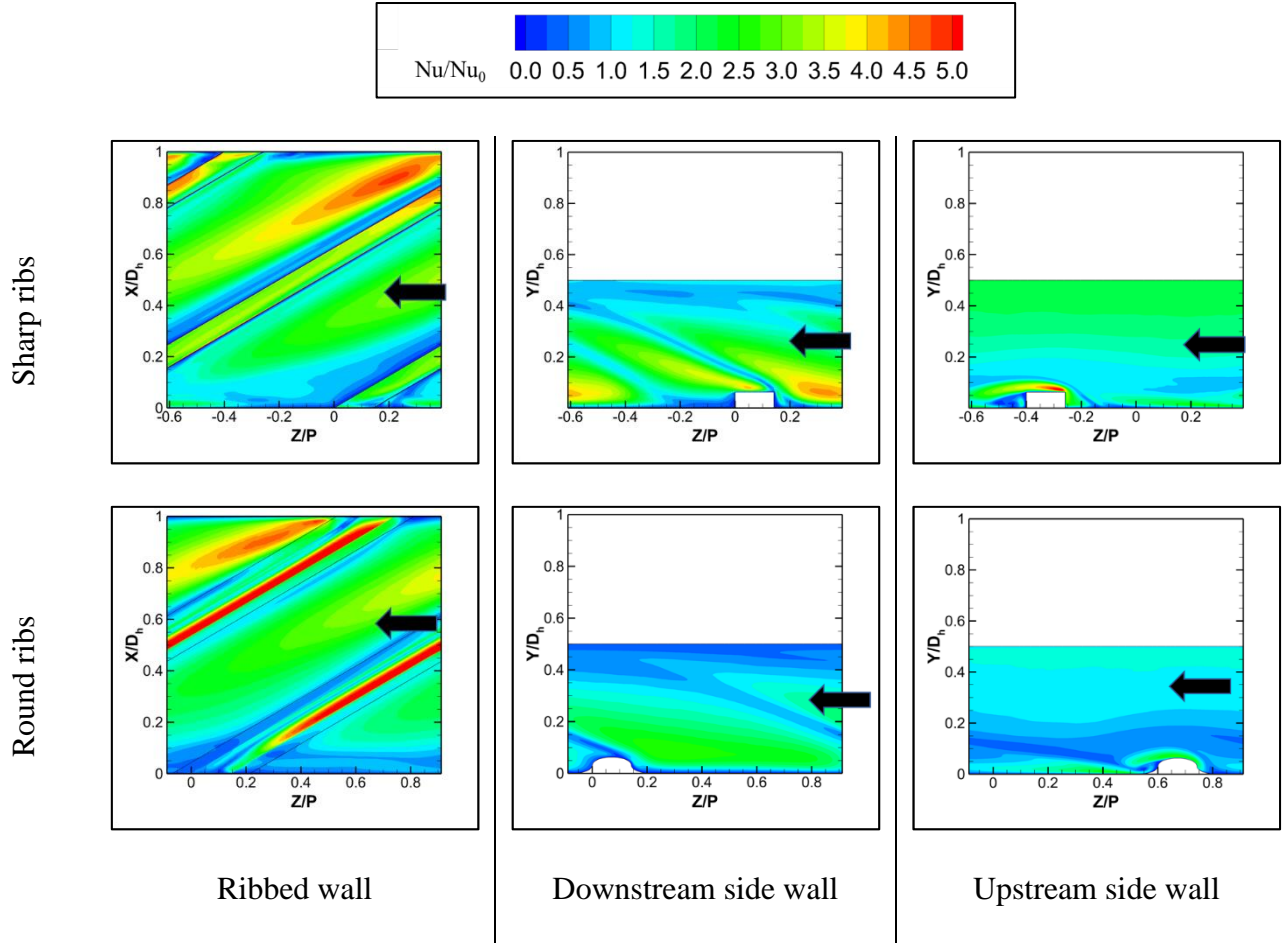 Nu/Nu₀ 0.0 0.5 1.0 1.5 2.0 2.5 3.0 3.5 4.0 4.5 5.0
Sharp ribs
X/Dₕ
1
0.8
0.6
0.4
0.2
0
-0.6 -0.4 -0.2 0 0.2
Z/P
Y/Dₕ
1
0.8
0.6
0.4
0.2
0
-0.6 -0.4 -0.2 0 0.2
Z/P
Y/Dₕ
1
0.8
0.6
0.4
0.2
0
-0.6 -0.4 -0.2 0 0.2
Z/P
Round ribs
X/Dₕ
1
0.8
0.6
0.4
0.2
0
0 0.2 0.4 0.6 0.8
Z/P
Y/Dₕ
1
0.8
0.6
0.4
0.2
0
0 0.2 0.4 0.6 0.8
Z/P
Y/Dₕ
1
0.8
0.6
0.4
0.2
0
0 0.2 0.4 0.6 0.8
Z/P
Ribbed wall
Downstream side wall
Upstream side wall